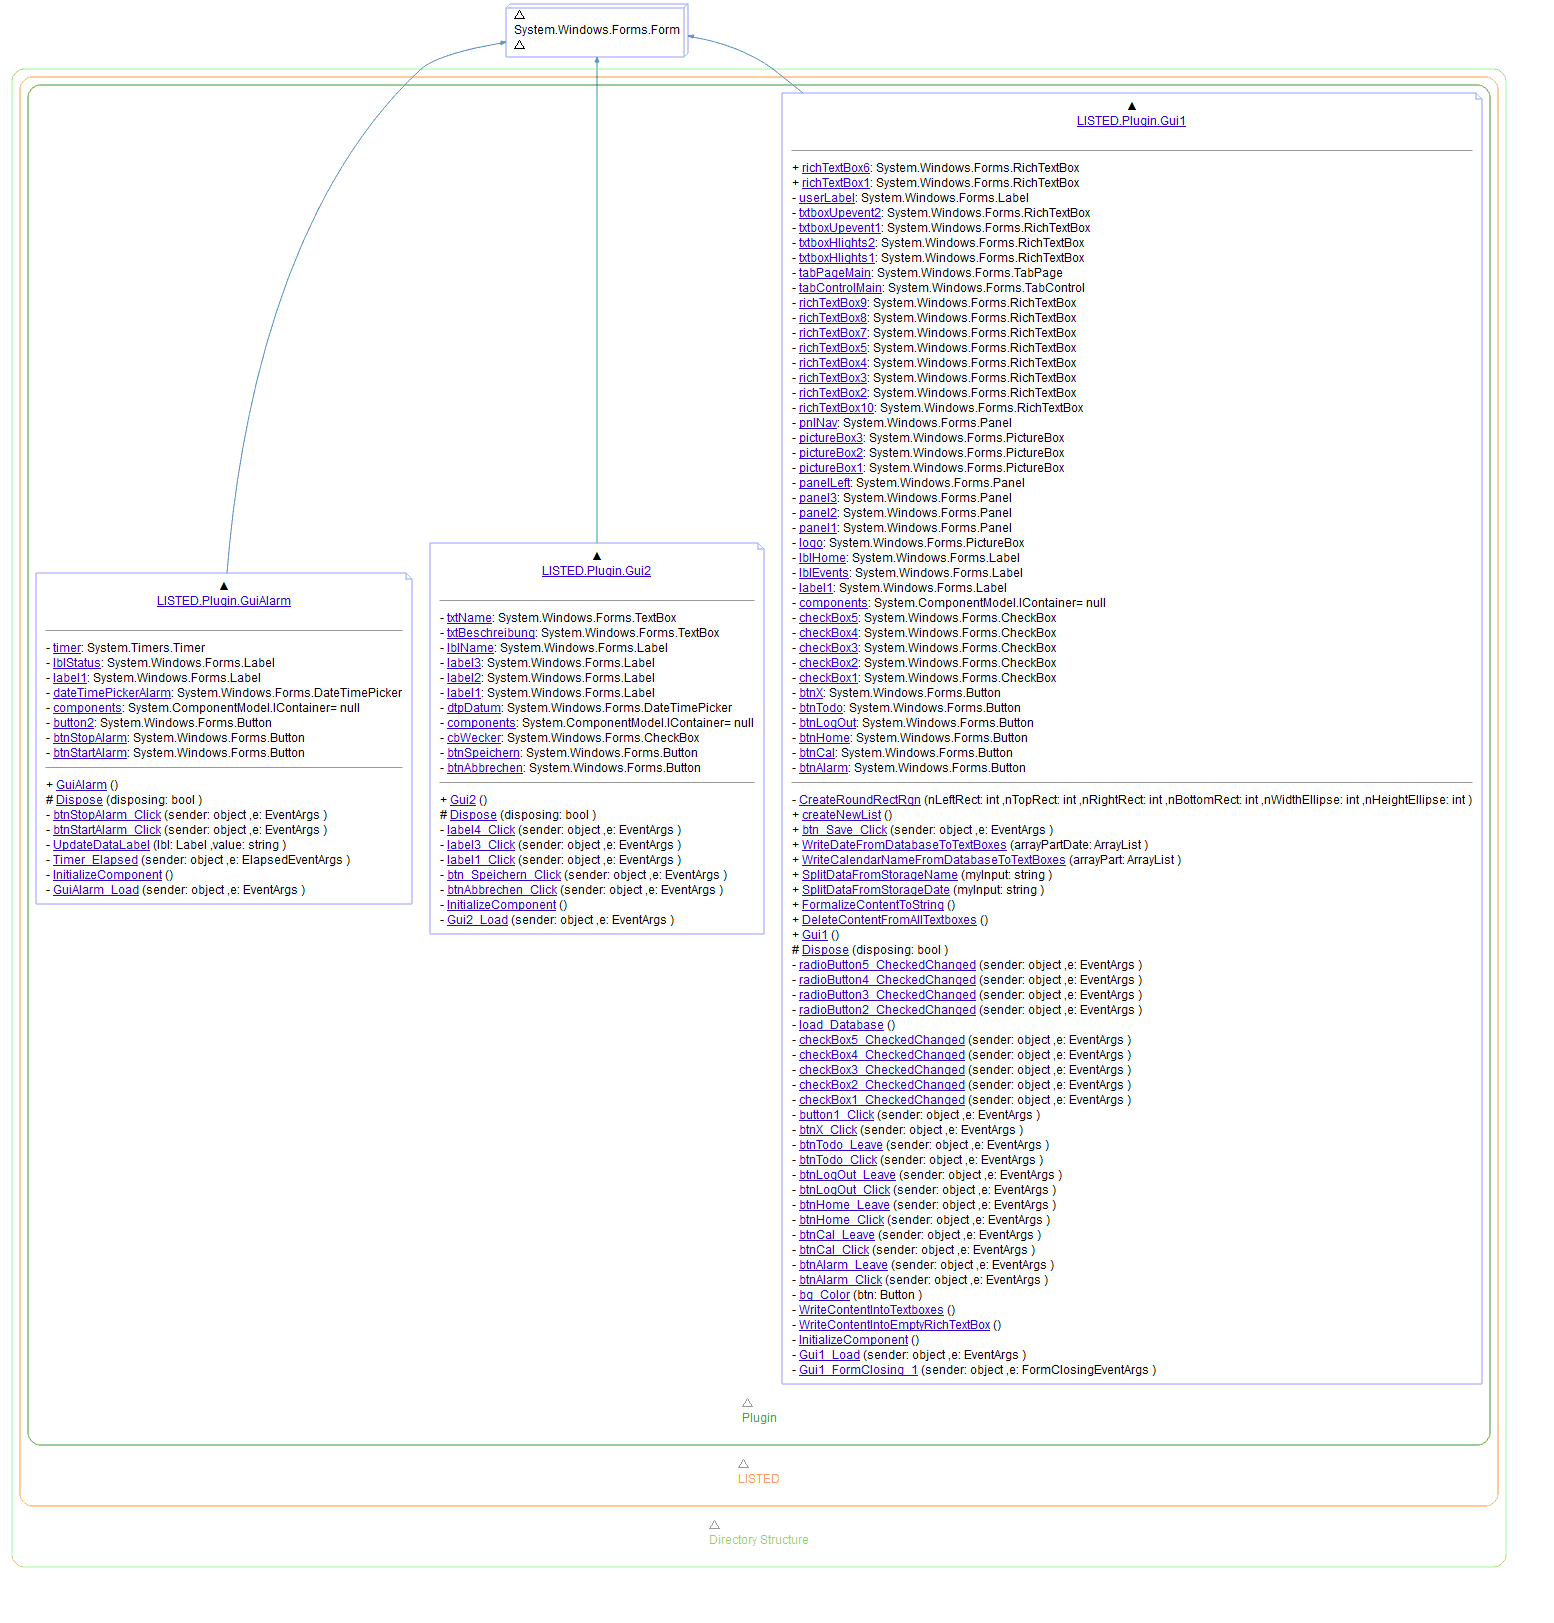 System.Windows.Forms.Form
LISTED.Plugin.GuiAlarm
- timer: System.Timers.Timer
- lblStatus: System.Windows.Forms.Label
- label1: System.Windows.Forms.Label
- dateTimePickerAlarm: System.Windows.Forms.DateTimePicker
- components: System.ComponentModel.IContainer= null
- button2: System.Windows.Forms.Button
- btnStopAlarm: System.Windows.Forms.Button
- btnStartAlarm: System.Windows.Forms.Button
+ GuiAlarm ()
# Dispose (disposing: bool )
- btnStopAlarm_Click (sender: object ,e: EventArgs )
- btnStartAlarm_Click (sender: object ,e: EventArgs )
- UpdateDataLabel (lbl: Label ,value: string )
- Timer_Elapsed (sender: object ,e: ElapsedEventArgs )
- InitializeComponent ()
- GuiAlarm_Load (sender: object ,e: EventArgs )
LISTED.Plugin.Gui2
- txtName: System.Windows.Forms.TextBox
- txtBeschreibung: System.Windows.Forms.TextBox
- lblName: System.Windows.Forms.Label
- label3: System.Windows.Forms.Label
- label2: System.Windows.Forms.Label
- label1: System.Windows.Forms.Label
- dtpDatum: System.Windows.Forms.DateTimePicker
- components: System.ComponentModel.IContainer= null
- cbWecker: System.Windows.Forms.CheckBox
- btnSpeichern: System.Windows.Forms.Button
- btnAbbrechen: System.Windows.Forms.Button
+ Gui2 ()
# Dispose (disposing: bool )
- label4_Click (sender: object ,e: EventArgs )
- label3_Click (sender: object ,e: EventArgs )
- label1_Click (sender: object ,e: EventArgs )
- btn_Speichern_Click (sender: object ,e: EventArgs )
- btnAbbrechen_Click (sender: object ,e: EventArgs )
- InitializeComponent ()
- Gui2_Load (sender: object ,e: EventArgs )
LISTED.Plugin.Gui1
+ richTextBox6: System.Windows.Forms.RichTextBox
+ richTextBox1: System.Windows.Forms.RichTextBox
- userLabel: System.Windows.Forms.Label
- txtboxUpevent2: System.Windows.Forms.RichTextBox
- txtboxUpevent1: System.Windows.Forms.RichTextBox
- txtboxHlights2: System.Windows.Forms.RichTextBox
- txtboxHlights1: System.Windows.Forms.RichTextBox
- tabPageMain: System.Windows.Forms.TabPage
- tabControlMain: System.Windows.Forms.TabControl
- richTextBox9: System.Windows.Forms.RichTextBox
- richTextBox8: System.Windows.Forms.RichTextBox
- richTextBox7: System.Windows.Forms.RichTextBox
- richTextBox5: System.Windows.Forms.RichTextBox
- richTextBox4: System.Windows.Forms.RichTextBox
- richTextBox3: System.Windows.Forms.RichTextBox
- richTextBox2: System.Windows.Forms.RichTextBox
- richTextBox10: System.Windows.Forms.RichTextBox
- pnlNav: System.Windows.Forms.Panel
- pictureBox3: System.Windows.Forms.PictureBox
- pictureBox2: System.Windows.Forms.PictureBox
- pictureBox1: System.Windows.Forms.PictureBox
- panelLeft: System.Windows.Forms.Panel
- panel3: System.Windows.Forms.Panel
- panel2: System.Windows.Forms.Panel
- panel1: System.Windows.Forms.Panel
- logo: System.Windows.Forms.PictureBox
- lblHome: System.Windows.Forms.Label
- lblEvents: System.Windows.Forms.Label
- label1: System.Windows.Forms.Label
- components: System.ComponentModel.IContainer= null
- checkBox5: System.Windows.Forms.CheckBox
- checkBox4: System.Windows.Forms.CheckBox
- checkBox3: System.Windows.Forms.CheckBox
- checkBox2: System.Windows.Forms.CheckBox
- checkBox1: System.Windows.Forms.CheckBox
- btnX: System.Windows.Forms.Button
- btnTodo: System.Windows.Forms.Button
- btnLogOut: System.Windows.Forms.Button
- btnHome: System.Windows.Forms.Button
- btnCal: System.Windows.Forms.Button
- btnAlarm: System.Windows.Forms.Button
- CreateRoundRectRgn (nLeftRect: int ,nTopRect: int ,nRightRect: int ,nBottomRect: int ,nWidthEllipse: int ,nHeightEllipse: int )
+ createNewList ()
+ btn_Save_Click (sender: object ,e: EventArgs )
+ WriteDateFromDatabaseToTextBoxes (arrayPartDate: ArrayList )
+ WriteCalendarNameFromDatabaseToTextBoxes (arrayPart: ArrayList )
+ SplitDataFromStorageName (myInput: string )
+ SplitDataFromStorageDate (myInput: string )
+ FormalizeContentToString ()
+ DeleteContentFromAllTextboxes ()
+ Gui1 ()
# Dispose (disposing: bool )
- radioButton5_CheckedChanged (sender: object ,e: EventArgs )
- radioButton4_CheckedChanged (sender: object ,e: EventArgs )
- radioButton3_CheckedChanged (sender: object ,e: EventArgs )
- radioButton2_CheckedChanged (sender: object ,e: EventArgs )
- load_Database ()
- checkBox5_CheckedChanged (sender: object ,e: EventArgs )
- checkBox4_CheckedChanged (sender: object ,e: EventArgs )
- checkBox3_CheckedChanged (sender: object ,e: EventArgs )
- checkBox2_CheckedChanged (sender: object ,e: EventArgs )
- checkBox1_CheckedChanged (sender: object ,e: EventArgs )
- button1_Click (sender: object ,e: EventArgs )
- btnX_Click (sender: object ,e: EventArgs )
- btnTodo_Leave (sender: object ,e: EventArgs )
- btnTodo_Click (sender: object ,e: EventArgs )
- btnLogOut_Leave (sender: object ,e: EventArgs )
- btnLogOut_Click (sender: object ,e: EventArgs )
- btnHome_Leave (sender: object ,e: EventArgs )
- btnHome_Click (sender: object ,e: EventArgs )
- btnCal_Leave (sender: object ,e: EventArgs )
- btnCal_Click (sender: object ,e: EventArgs )
- btnAlarm_Leave (sender: object ,e: EventArgs )
- btnAlarm_Click (sender: object ,e: EventArgs )
- bg_Color (btn: Button )
- WriteContentIntoTextboxes ()
- WriteContentIntoEmptyRichTextBox ()
- InitializeComponent ()
- Gui1_Load (sender: object ,e: EventArgs )
- Gui1_FormClosing_1 (sender: object ,e: FormClosingEventArgs )
Plugin
LISTED
Directory Structure